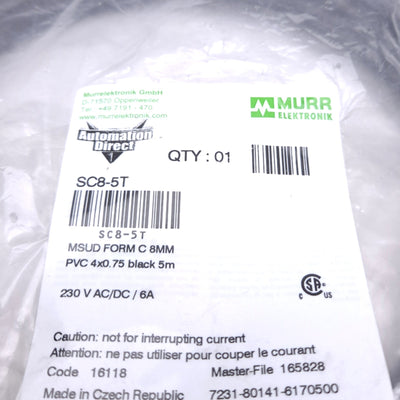 Murrelektronik GmbH
D-71570 Oppenweiler
Tel.: +49 7191 - 470
www.murrelektronik.com
MURR
ELEKTRONIK
Automation
Direct
1
QTY : 01
SC8-5T
SC8-5T
MSUD FORM C 8MM
PVC 4x0.75 black 5m
230 V AC/DC / 6A
C SA US
Caution: not for interrupting current
Attention: ne pas utiliser pour couper le courant
Code 16118 Master-File 165828
Made in Czech Republic 7231-80141-6170500